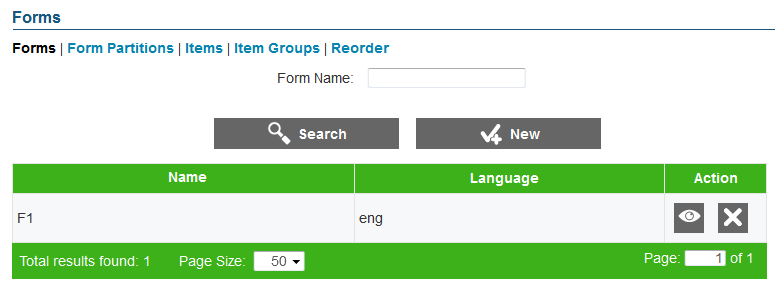 Forms
Forms | Form Partitions | Items | Item Groups | Reorder
Form Name:
Search New
Name Language Action
F1 eng
Total results found: 1 Page Size: 50 Page: 1 of 1